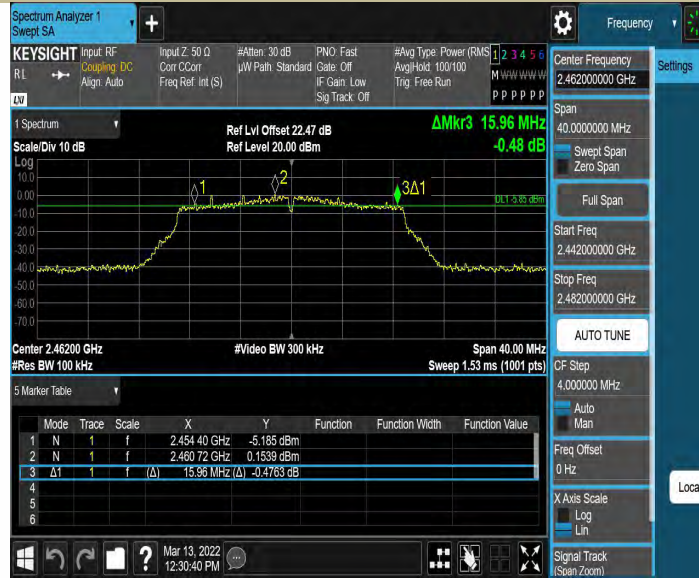 Spectrum Analyzer 1
Swept SA
+
Frequency
KEYSIGHT
RL
LXI
Input: RF
Coupling: DC
Align: Auto
Input Z: 50 Ω
Corr CCorr
Freq Ref: Int (S)
#Atten: 30 dB
µW Path: Standard
PNO: Fast
Gate: Off
IF Gain: Low
Sig Track: Off
#Avg Type: Power (RMS
Avg|Hold: 100/100
Trig: Free Run
1 2 3 4 5 6
M W W W W W
P P P P P P
Center Frequency
2.462000000 GHz
Settings
Span
40.0000000 MHz
Swept Span
Zero Span
Full Span
Start Freq
2.442000000 GHz
Stop Freq
2.482000000 GHz
AUTO TUNE
CF Step
4.000000 MHz
Auto
Man
Freq Offset
0 Hz
X Axis Scale
Log
Lin
Signal Track
(Span Zoom)
Loca
1 Spectrum
Scale/Div 10 dB
Ref Lvl Offset 22.47 dB
Ref Level 20.00 dBm
ΔMkr3 15.96 MHz
-0.48 dB
Log
10.0
0.00
-10.0
-20.0
-30.0
-40.0
-50.0
-60.0
-70.0
1
2
3Δ1
DL1 -5.85 dBm
Center 2.46200 GHz
#Res BW 100 kHz
#Video BW 300 kHz
Span 40.00 MHz
Sweep 1.53 ms (1001 pts)
5 Marker Table
Mode Trace Scale X Y Function Function Width Function Value
1 N 1 f 2.454 40 GHz -5.185 dBm
2 N 1 f 2.460 72 GHz 0.1539 dBm
3 Δ1 1 f (Δ) 15.96 MHz (Δ) -0.4763 dB
4
5
6
?
Mar 13, 2022
12:30:40 PM